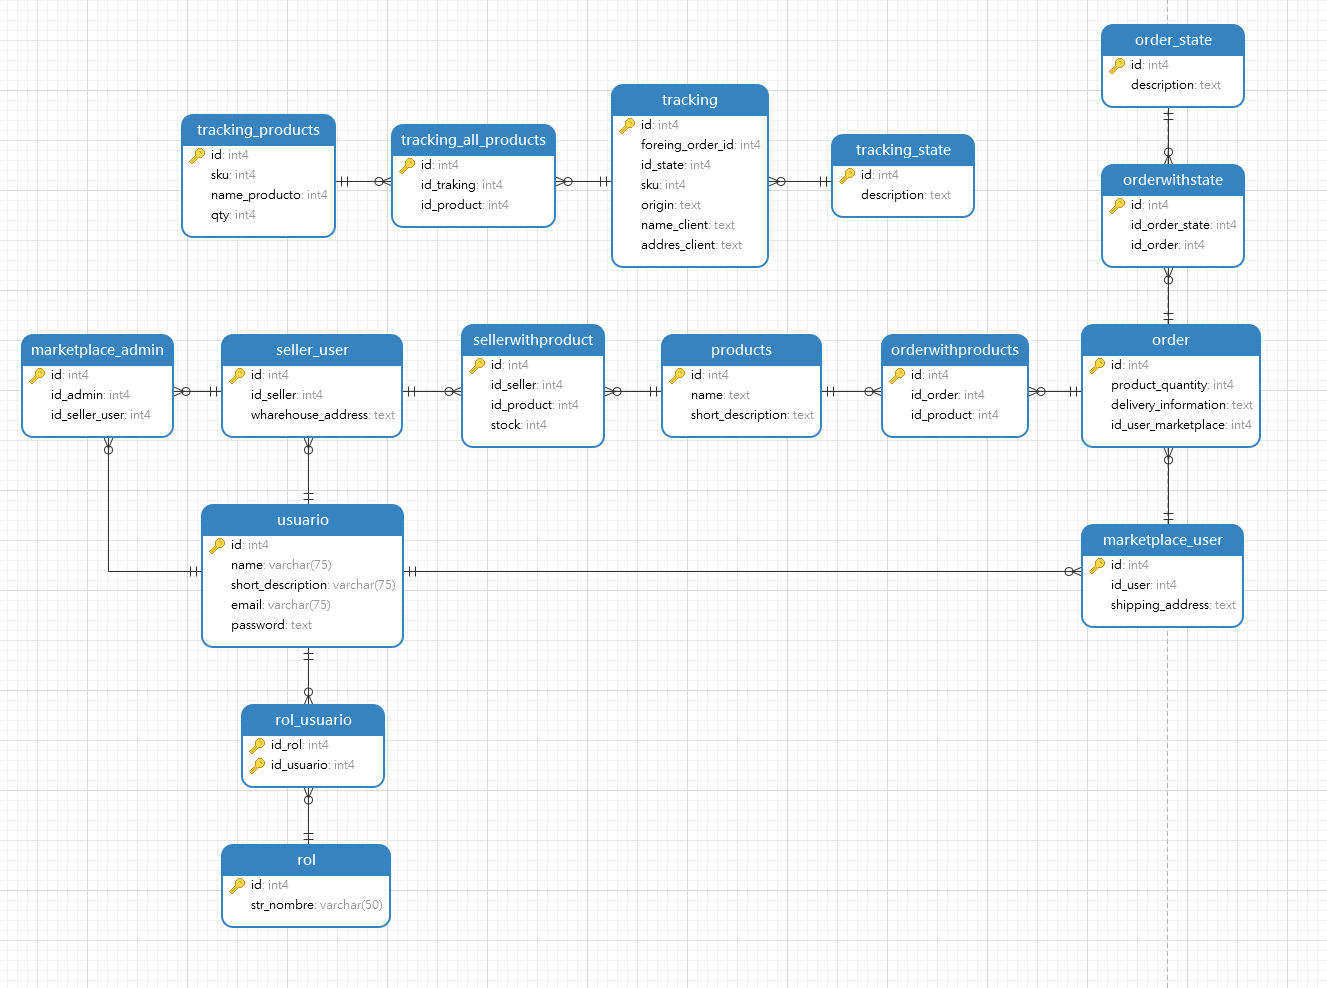 order_state
id: int4
description: text
tracking
id: int4
foreing_order_id: int4
id_state: int4
sku: int4
origin: text
name_client: text
addres_client: text
tracking_products
id: int4
sku: int4
name_producto: int4
qty: int4
tracking_all_products
id: int4
id_traking: int4
id_product: int4
tracking_state
id: int4
description: text
orderwithstate
id: int4
id_order_state: int4
id_order: int4
marketplace_admin
id: int4
id_admin: int4
id_seller_user: int4
seller_user
id: int4
id_seller: int4
wharehouse_address: text
sellerwithproduct
id: int4
id_seller: int4
id_product: int4
stock: int4
products
id: int4
name: text
short_description: text
orderwithproducts
id: int4
id_order: int4
id_product: int4
order
id: int4
product_quantity: int4
delivery_information: text
id_user_marketplace: int4
usuario
id: int4
name: varchar(75)
short_description: varchar(75)
email: varchar(75)
password: text
marketplace_user
id: int4
id_user: int4
shipping_address: text
rol_usuario
id_rol: int4
id_usuario: int4
rol
id: int4
str_nombre: varchar(50)